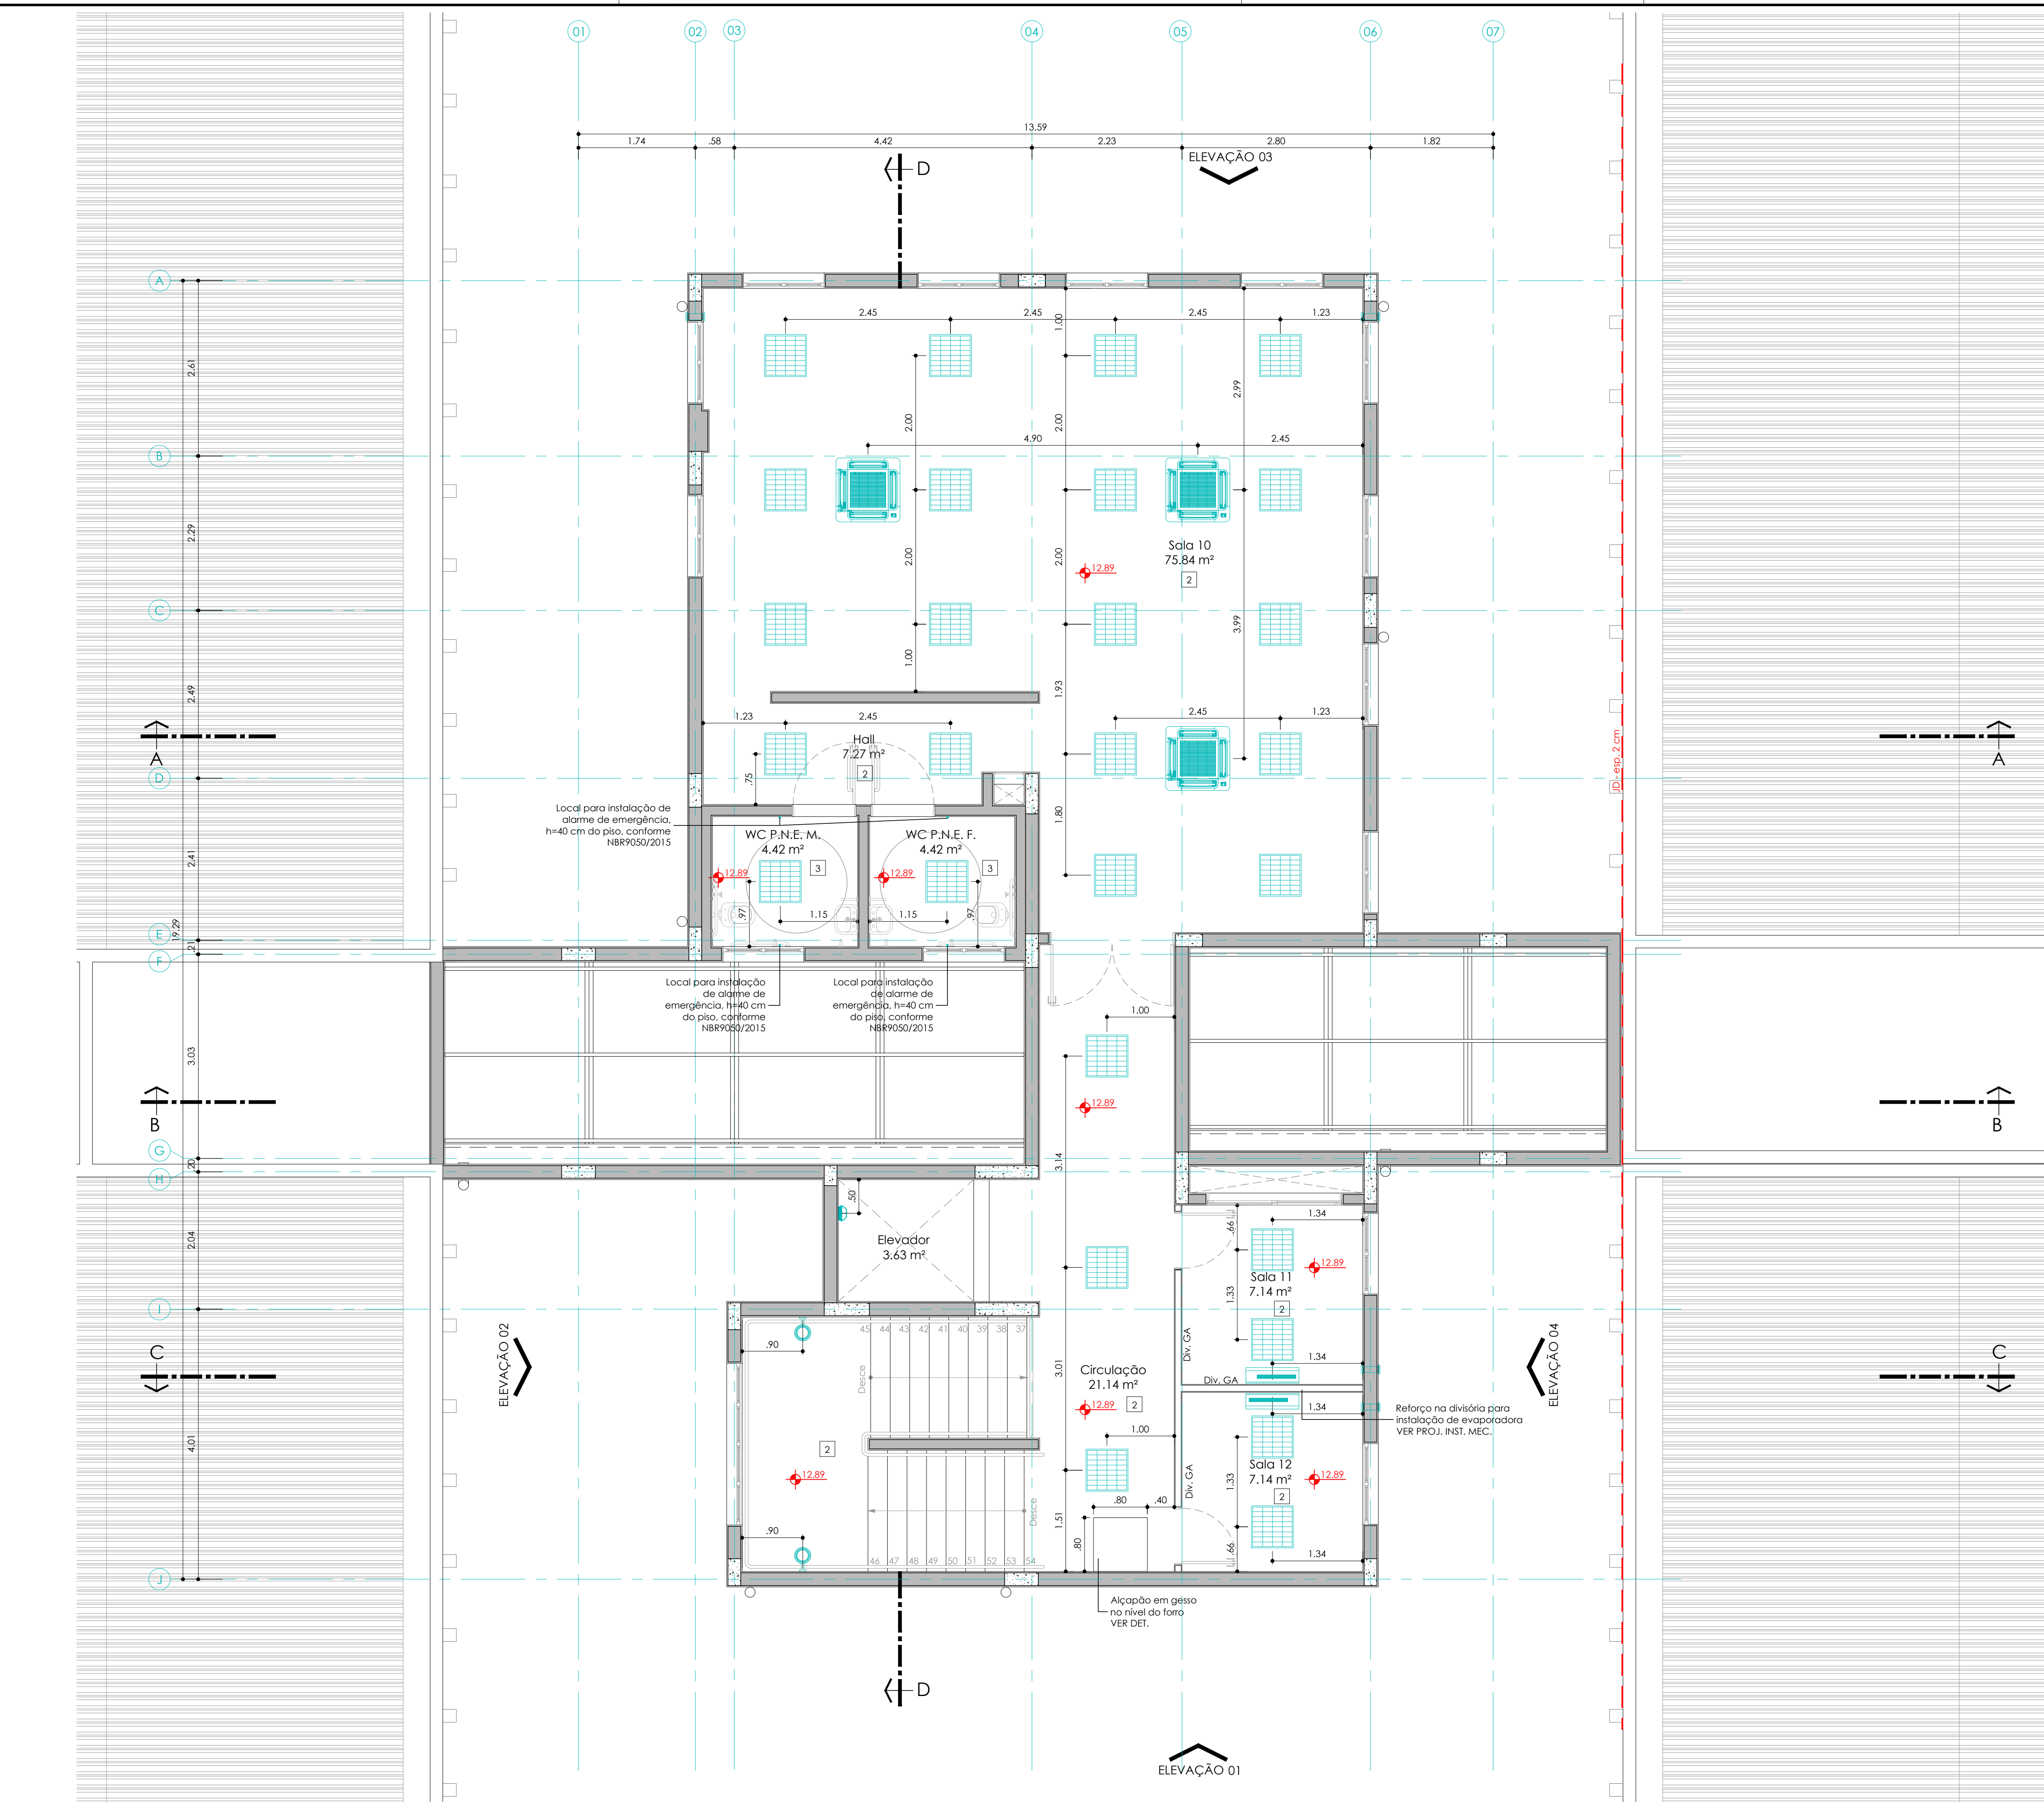 01
02
03
04
05
06
07
13.59
1.74
.58
4.42
2.23
2.80
1.82
ELEVAÇÃO 03
D
A
2.45
2.45
2.45
1.23
1.00
2.61
2.99
2.00
2.00
4.90
2.45
B
2.29
2.00
2.00
Sala 10
75.84 m²
2
12.89
C
3.99
1.00
2.49
1.93
1.23
2.45
2.45
1.23
Hall
7.27 m²
2
.75
A
A
D
JD - esp. 2 cm
Local para instalação de
alarme de emergência,
h=40 cm do piso, conforme
NBR9050/2015
1.80
WC P.N.E. M.
4.42 m²
3
WC P.N.E. F.
4.42 m²
3
12.89
12.89
2.41
.97
1.15
1.15
.97
E
19.29
.21
F
Local para instalação
de alarme de
emergência, h=40 cm
do piso, conforme
NBR9050/2015
Local para instalação
de alarme de
emergência, h=40 cm
do piso, conforme
NBR9050/2015
1.00
3.03
12.89
B
B
G
.20
H
3.14
.50
.66
1.34
2.04
Elevador
3.63 m²
12.89
Sala 11
7.14 m²
2
1.33
I
45
44
43
42
41
40
39
38
37
ELEVAÇÃO 02
ELEVAÇÃO 04
.90
Desce
Div. GA
1.34
C
C
3.01
Circulação
21.14 m²
2
12.89
Div. GA
1.34
Reforço na divisória para
instalação de evaporadora
VER PROJ. INST. MEC.
4.01
1.00
2
12.89
Sala 12
7.14 m²
2
12.89
1.33
Div. GA
Desce
.80
.40
.90
1.51
.80
.66
1.34
46
47
48
49
50
51
52
53
54
J
Alçapão em gesso
no nível do forro
VER DET.
D
ELEVAÇÃO 01